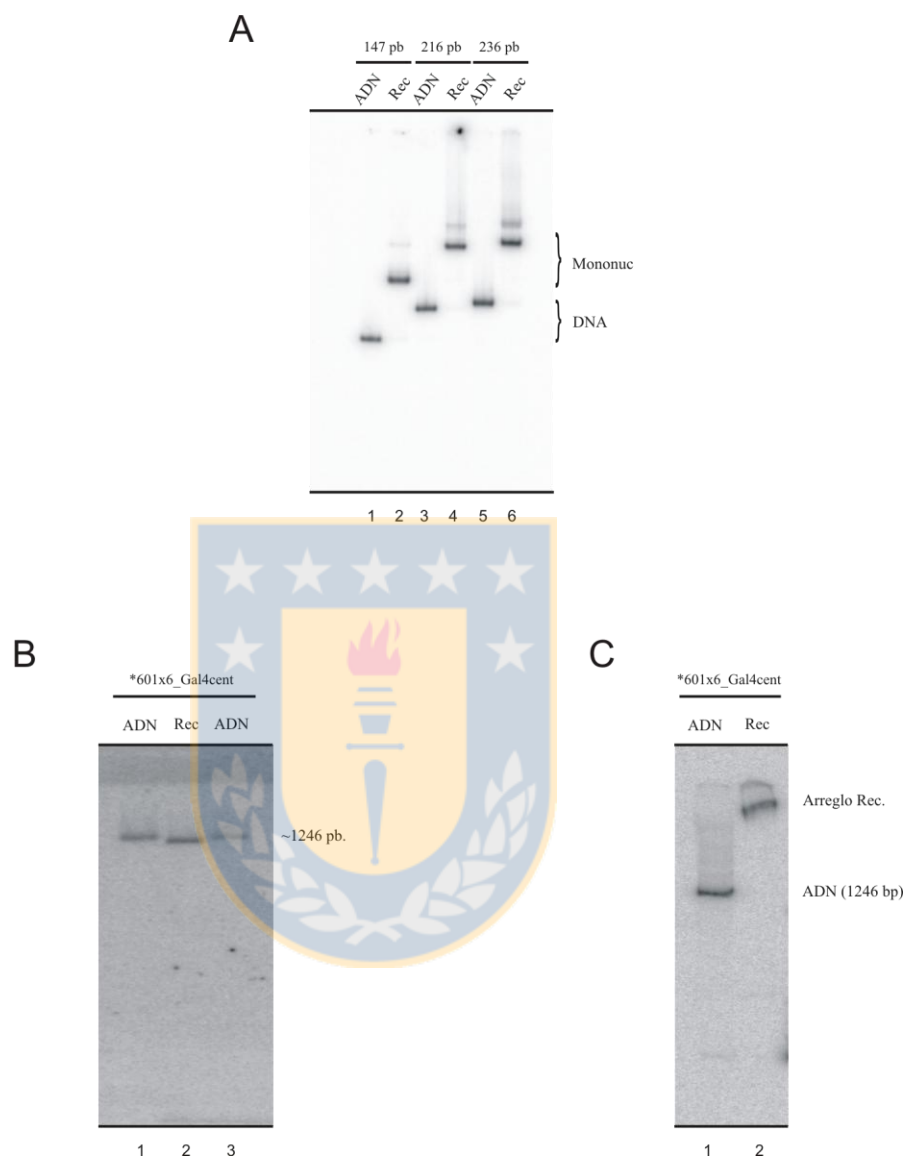 A
147 pb 216 pb 236 pb
ADN Rec ADN Rec ADN Rec
Mononuc
DNA
1 2 3 4 5 6
B
*601x6_Gal4cent
ADN Rec ADN
~1246 pb.
1 2 3
C
*601x6_Gal4cent
ADN Rec
Arreglo Rec.
ADN (1246 bp)
1 2